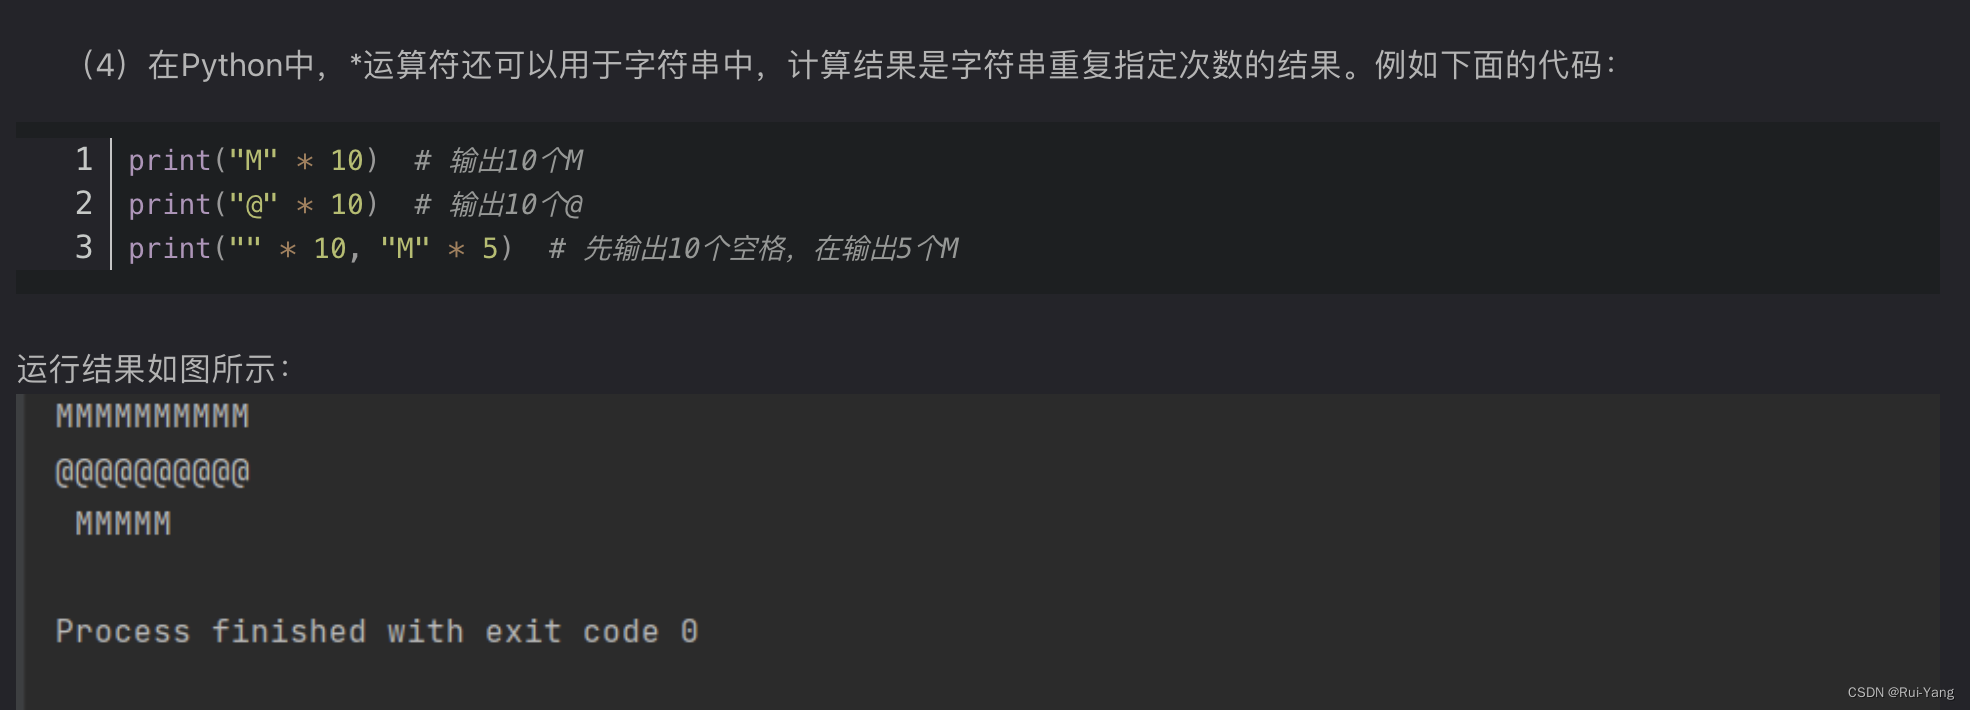 （4）在Python中，*运算符还可以用于字符串中，计算结果是字符串重复指定次数的结果。例如下面的代码：
1 print("M" * 10)  # 输出10个M
2 print("@" * 10)  # 输出10个@
3 print("" * 10, "M" * 5)  # 先输出10个空格，在输出5个M
运行结果如图所示：
MMMMMMMMMM
@@@@@@@@@@
 MMMMM
Process finished with exit code 0
CSDN @Rui-Yang